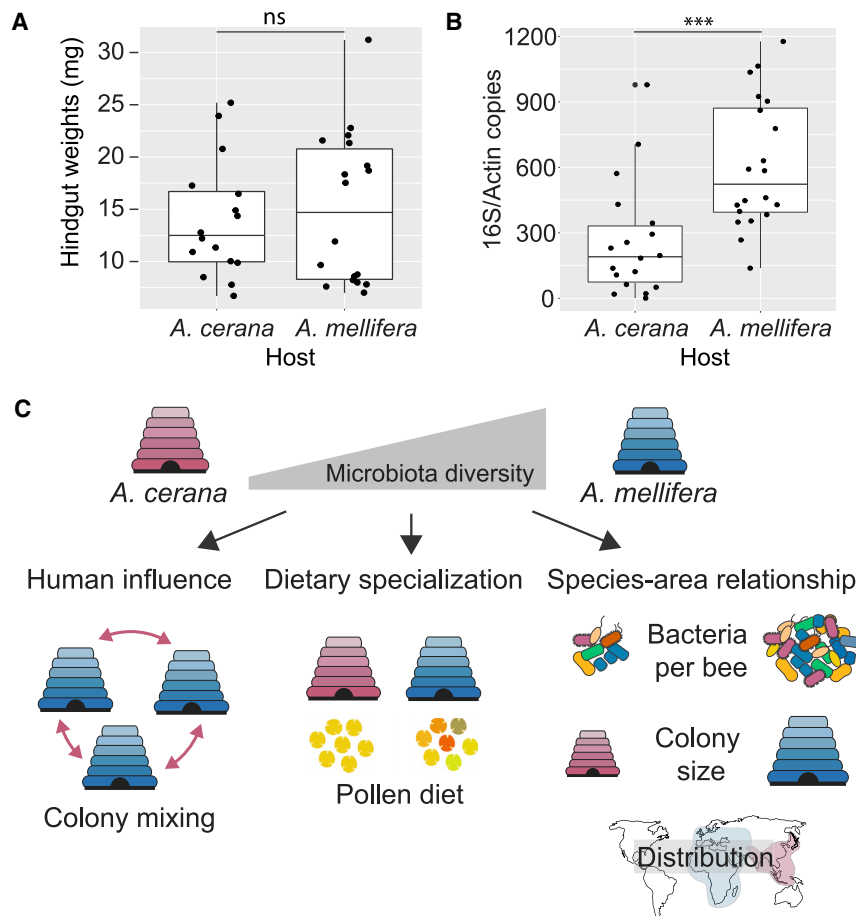 A
ns
Hindgut weights (mg)
30
25
20
15
10
A. cerana
A. mellifera
Host
B
***
16S/Actin copies
1200
900
600
300
0
A. cerana
A. mellifera
Host
C
Microbiota diversity
A. cerana
A. mellifera
Human influence
Dietary specialization
Species-area relationship
Bacteria
per bee
Colony
size
Colony mixing
Pollen diet
Distribution